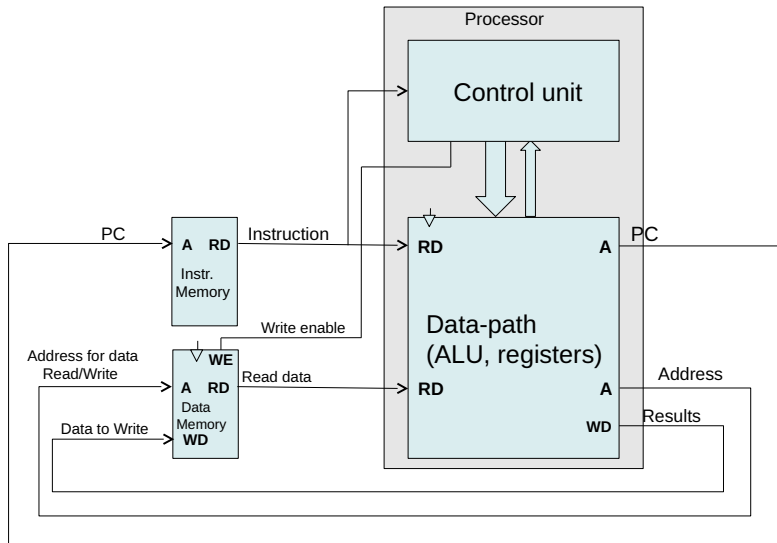 Processor
Control unit
PC
A RD
Instr.
Memory
Instruction
RD
A
PC
Write enable
Data-path
(ALU, registers)
Address for data
Read/Write
WE
A RD
Data
Memory
WD
Read data
RD
A
Address
Data to Write
WD
Results